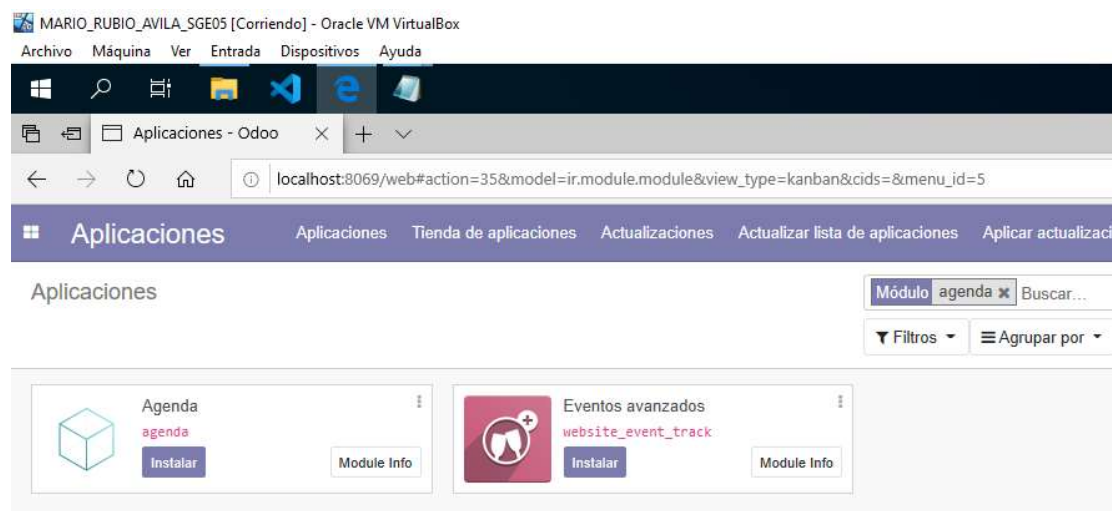 MARIO_RUBIO_AVILA_SGE05 [Corriendo] - Oracle VM VirtualBox
Archivo Máquina Ver Entrada Dispositivos Ayuda
Aplicaciones - Odoo
localhost:8069/web#action=35&model=ir.module.module&view_type=kanban&cids=&menu_id=5
Aplicaciones Aplicaciones Tienda de aplicaciones Actualizaciones Actualizar lista de aplicaciones Aplicar actualizaci
Aplicaciones
Módulo agenda Buscar...
Filtros Agrupar por
Agenda
agenda
Instalar Module Info
Eventos avanzados
website_event_track
Instalar Module Info